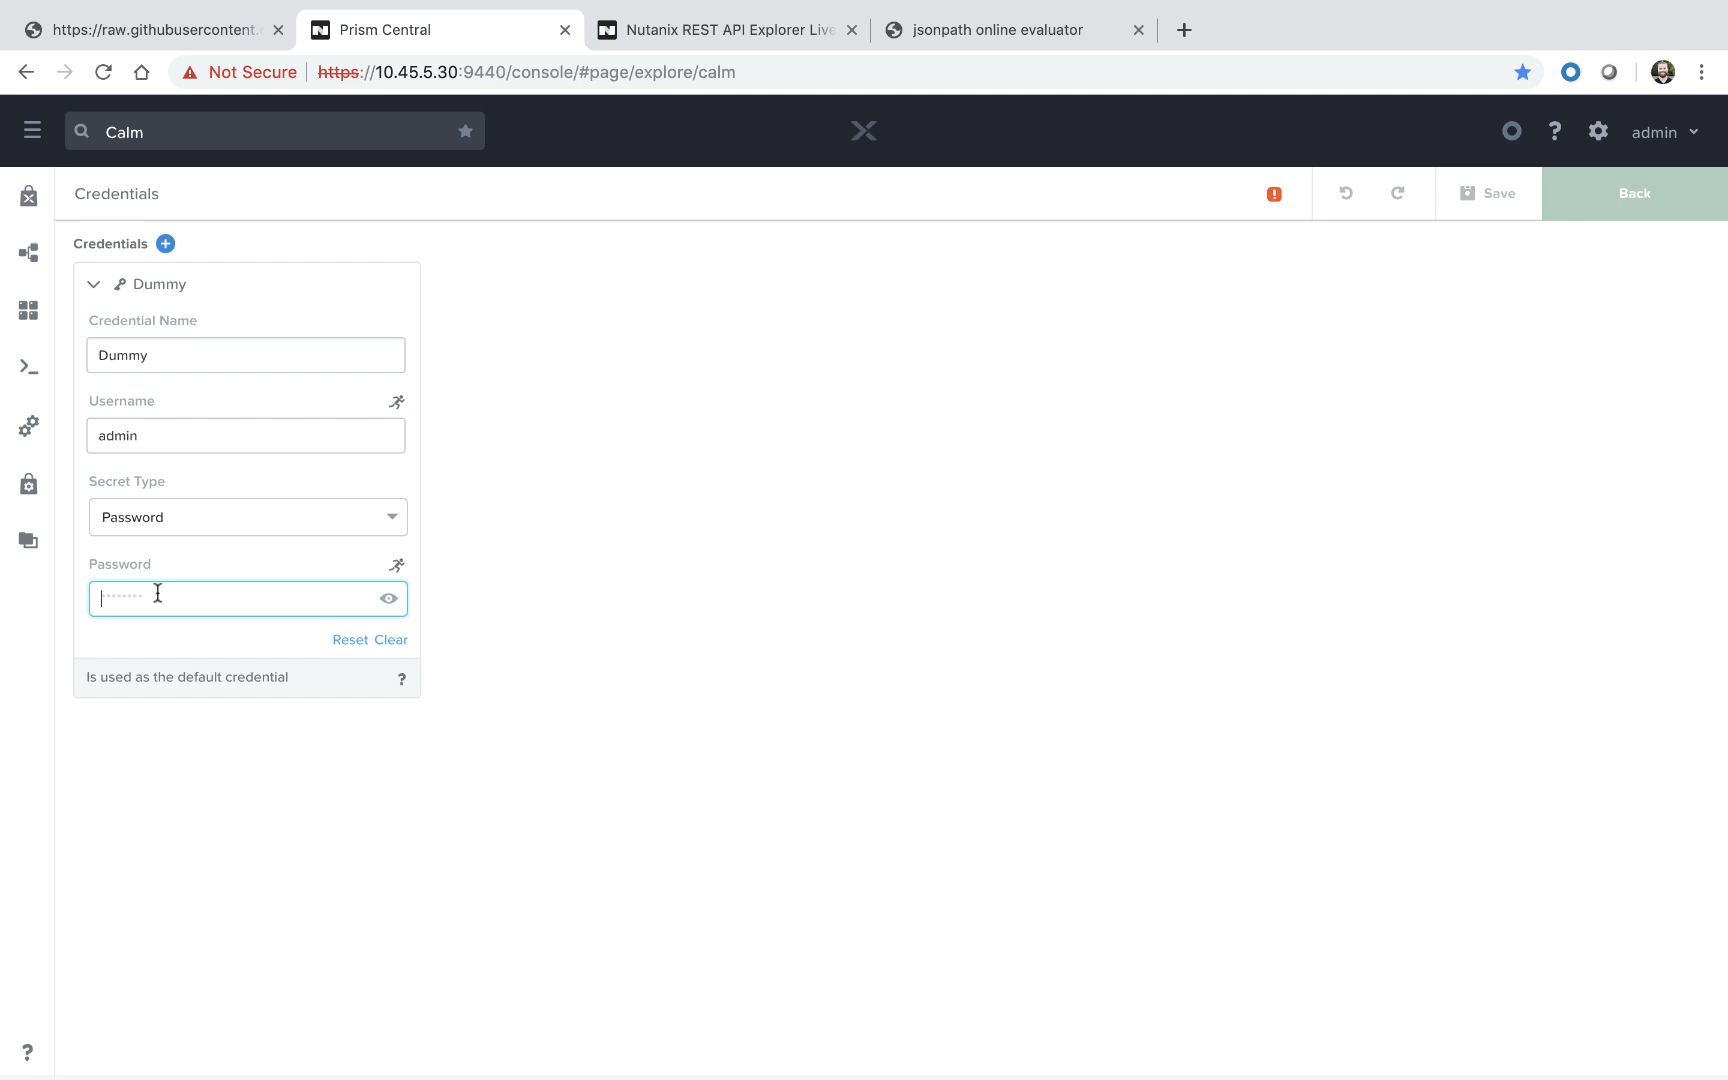 https://raw.githubusercontent.
Prism Central
Nutanix REST API Explorer Live
jsonpath online evaluator
Not Secure
https://10.45.5.30:9440/console/#page/explore/calm
Calm
?
admin
Credentials
!
Save
Back
Credentials
Dummy
Credential Name
Dummy
Username
admin
Secret Type
Password
Password
········
Reset Clear
Is used as the default credential ?
?